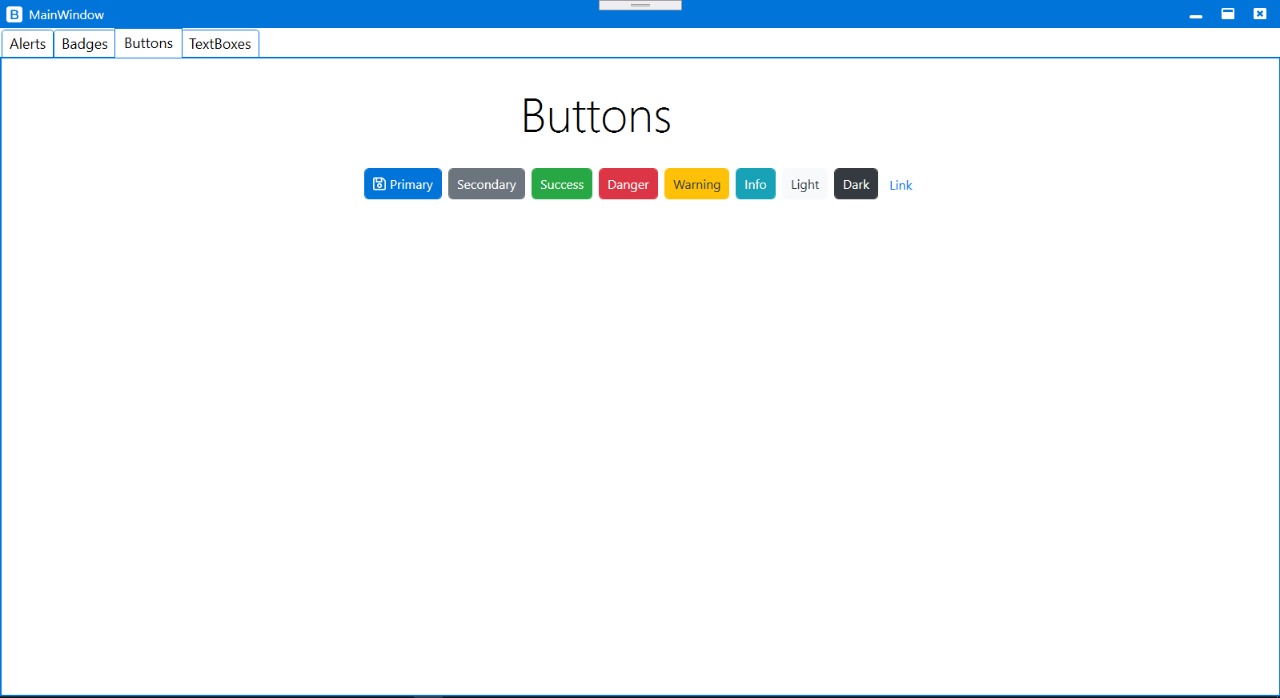 B MainWindow
Alerts Badges Buttons TextBoxes
Buttons
Primary Secondary Success Danger Warning Info Light Dark Link